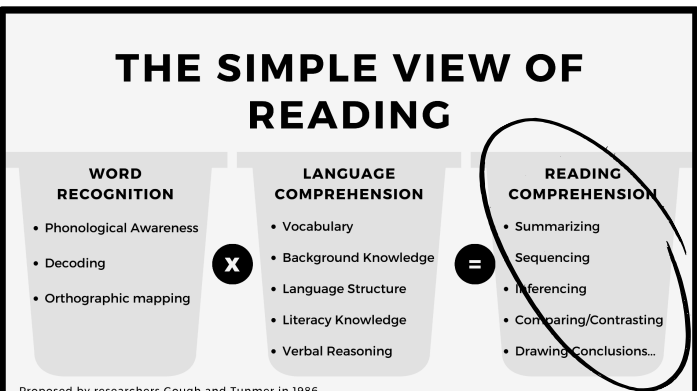 THE SIMPLE VIEW OF
READING
WORD
RECOGNITION
• Phonological Awareness
• Decoding
• Orthographic mapping
X
LANGUAGE
COMPREHENSION
• Vocabulary
• Background Knowledge
• Language Structure
• Literacy Knowledge
• Verbal Reasoning
=
READING
COMPREHENSION
• Summarizing
Sequencing
• Inferencing
• Comparing/Contrasting
• Drawing Conclusions...
Proposed by researchers Gough and Tunmer in 1986